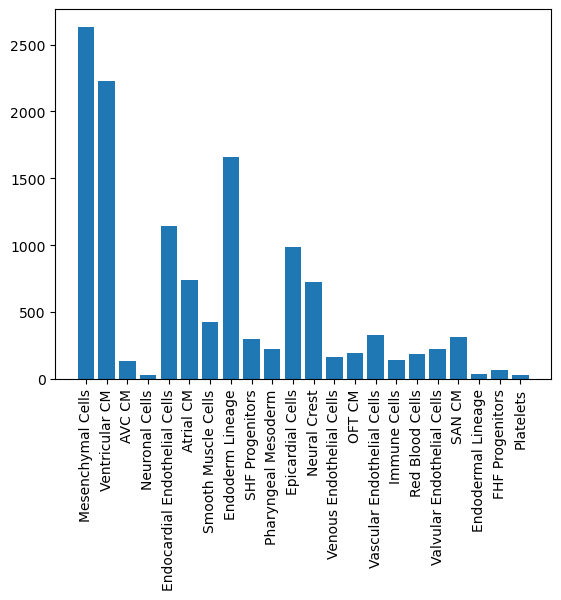 2500
2000
1500
1000
500
0
Mesenchymal Cells
Ventricular CM
AVC CM
Neuronal Cells
Endocardial Endothelial Cells
Atrial CM
Smooth Muscle Cells
Endoderm Lineage
SHF Progenitors
Pharyngeal Mesoderm
Epicardial Cells
Neural Crest
Venous Endothelial Cells
OFT CM
Vascular Endothelial Cells
Immune Cells
Red Blood Cells
Valvular Endothelial Cells
SAN CM
Endodermal Lineage
FHF Progenitors
Platelets